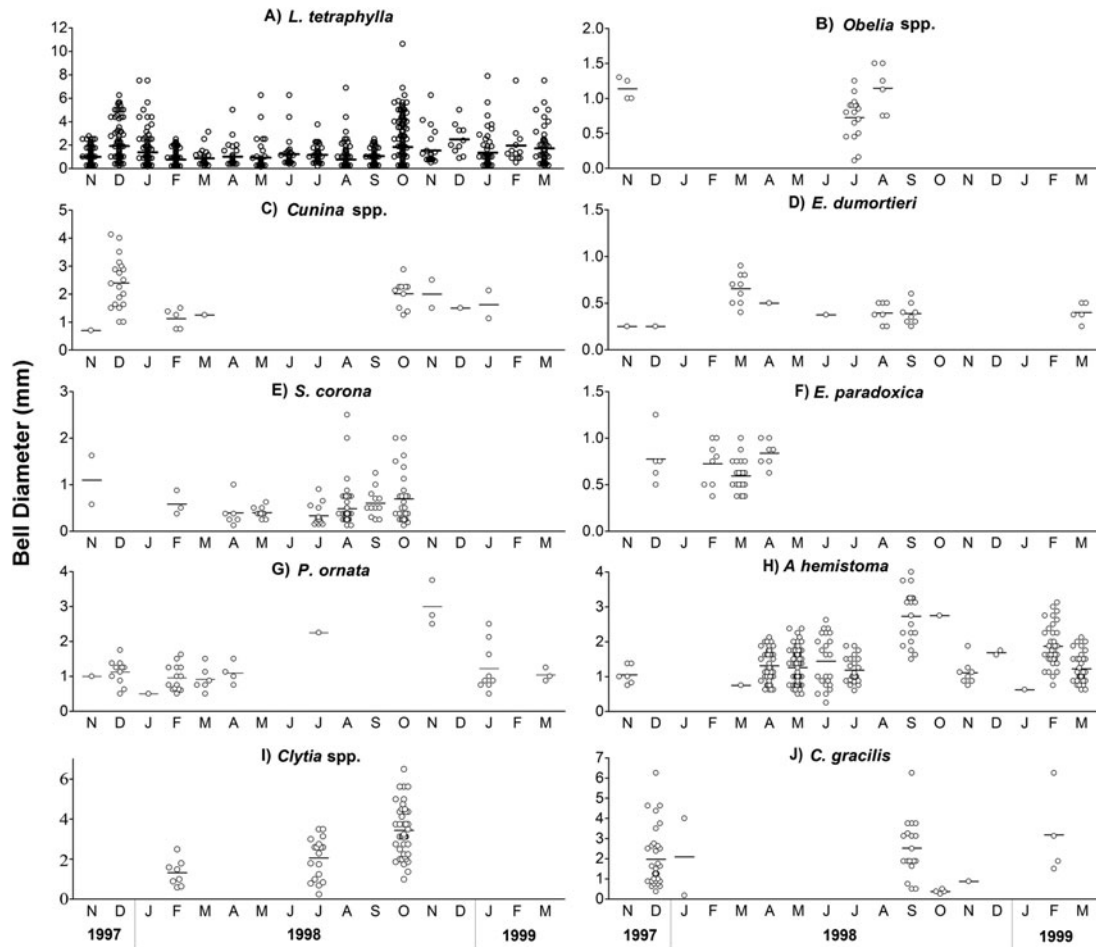 A) L. tetraphylla
12
10
8
6
4
2
0
N D J F M A M J J A S O N D J F M
B) Obelia spp.
2.0
1.5
1.0
0.5
0.0
N D J F M A M J J A S O N D J F M
C) Cunina spp.
5
4
3
2
1
0
N D J F M A M J J A S O N D J F M
D) E. dumortieri
1.5
1.0
0.5
0.0
N D J F M A M J J A S O N D J F M
Bell Diameter (mm)
E) S. corona
3
2
1
0
N D J F M A M J J A S O N D J F M
F) E. paradoxica
1.5
1.0
0.5
0.0
N D J F M A M J J A S O N D J F M
G) P. ornata
4
3
2
1
0
N D J F M A M J J A S O N D J F M
H) A hemistoma
4
3
2
1
0
N D J F M A M J J A S O N D J F M
I) Clytia spp.
6
4
2
0
N D J F M A M J J A S O N D J F M
1997 1998 1999
J) C. gracilis
7
6
5
4
3
2
1
0
N D J F M A M J J A S O N D J F M
1997 1998 1999